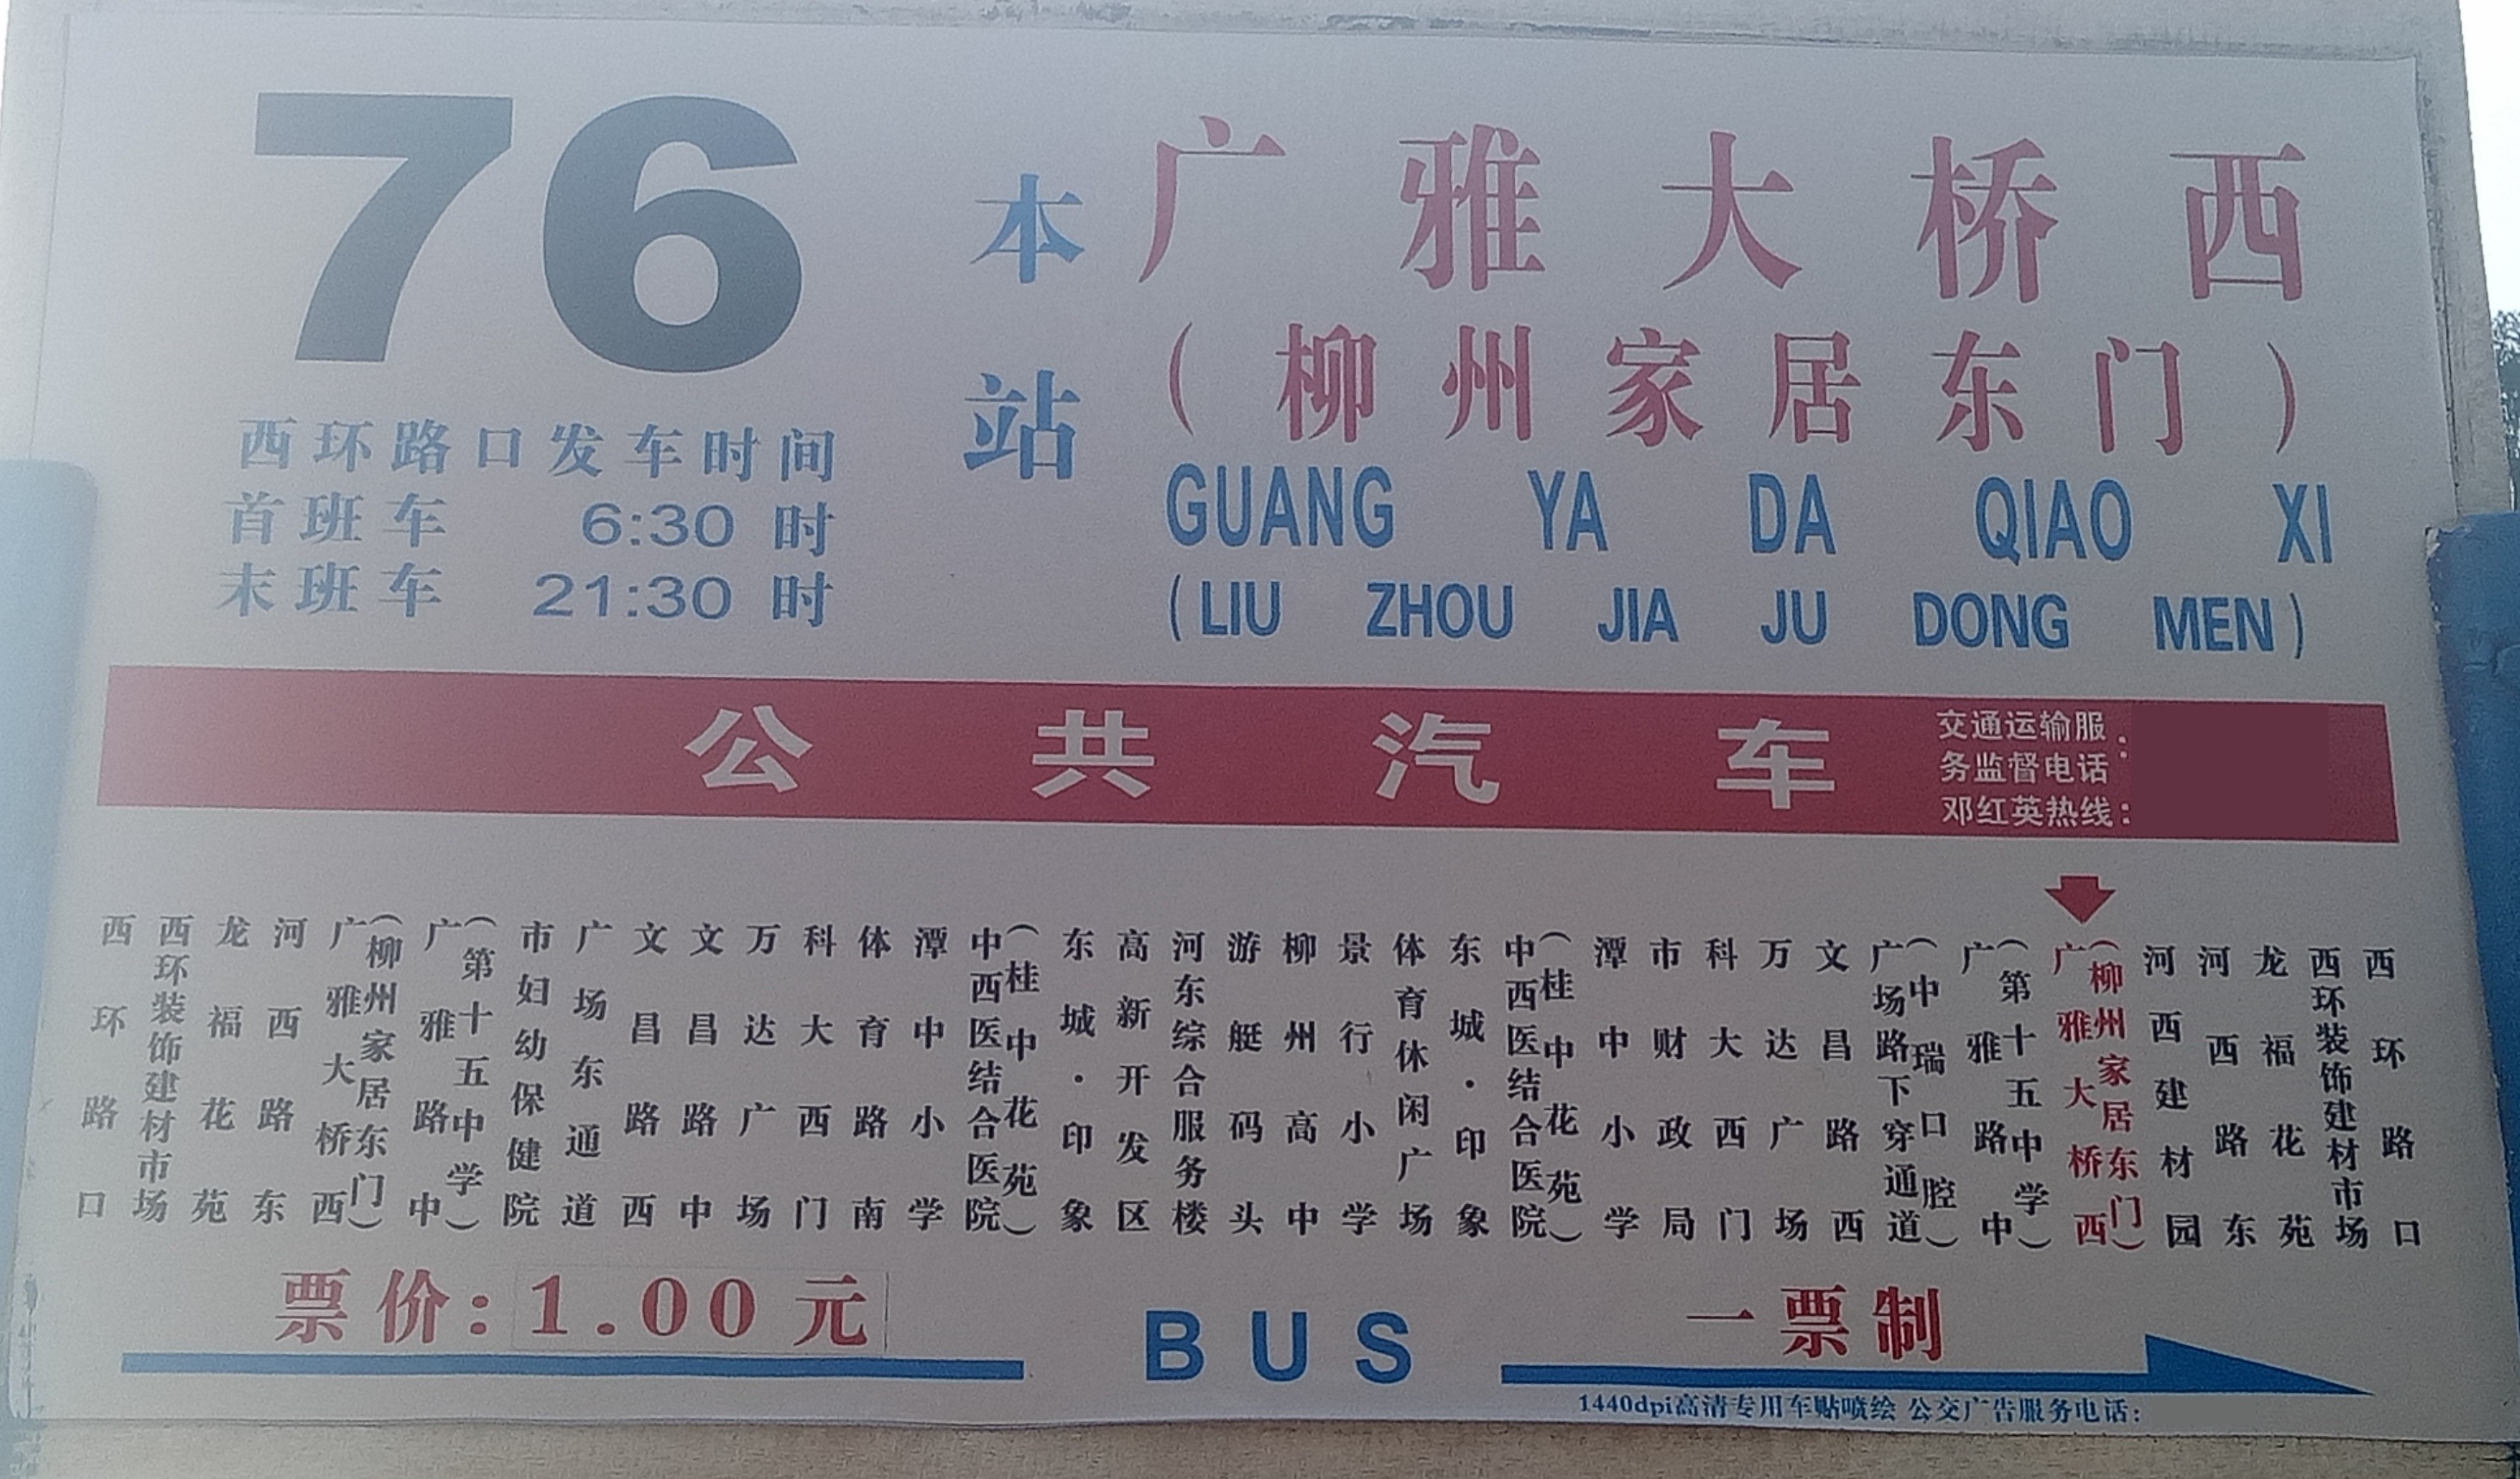 76
西环路口发车时间
首班车 6:30 时
末班车 21:30 时
本站
广雅大桥西
(柳州家居东门)
GUANG YA DA QIAO XI
(LIU ZHOU JIA JU DONG MEN)
公共汽车
交通运输服
务监督电话:
邓红英热线:
西环路口
西环装饰建材市场
龙福花苑
河西路东
广雅大桥西
(柳州家居东门)
广雅路中
(第十五中学)
市妇幼保健院
广场东通道
文昌路西
文昌路中
万达广场
科大西门
体育路南
潭中小学
中西医结合医院
(桂中花苑)
东城·印象
高新开发区
河东综合服务楼
游艇码头
柳州高中
景行小学
体育休闲广场
东城·印象
中西医结合医院
(桂中花苑)
潭中小学
市财政局
科大西门
万达广场
文昌路西
广场路下穿通道
(中瑞口腔)
广雅路中
(第十五中学)
广雅大桥西
(柳州家居东门)
河西建材园
河西路东
龙福花苑
西环装饰建材市场
西环路口
票价:1.00元
BUS
一票制
1440dpi高清专用车贴喷绘 公交广告服务电话: